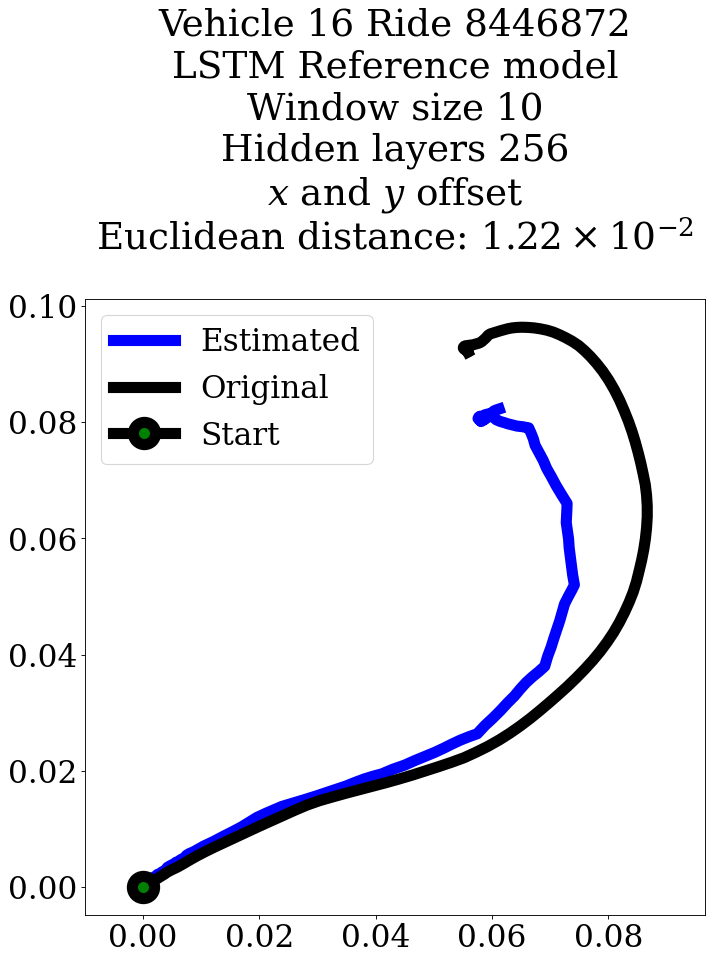 Vehicle 16 Ride 8446872
LSTM Reference model
Window size 10
Hidden layers 256
x and y offset
Euclidean distance: 1.22 × 10⁻²
Estimated
Original
Start
0.10
0.08
0.06
0.04
0.02
0.00
0.00 0.02 0.04 0.06 0.08